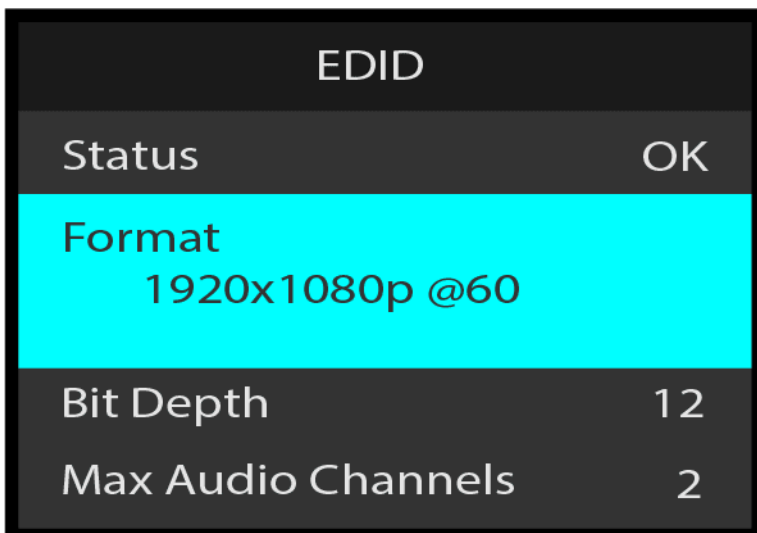 EDID
Status OK
Format
1920x1080p @60
Bit Depth 12
Max Audio Channels 2